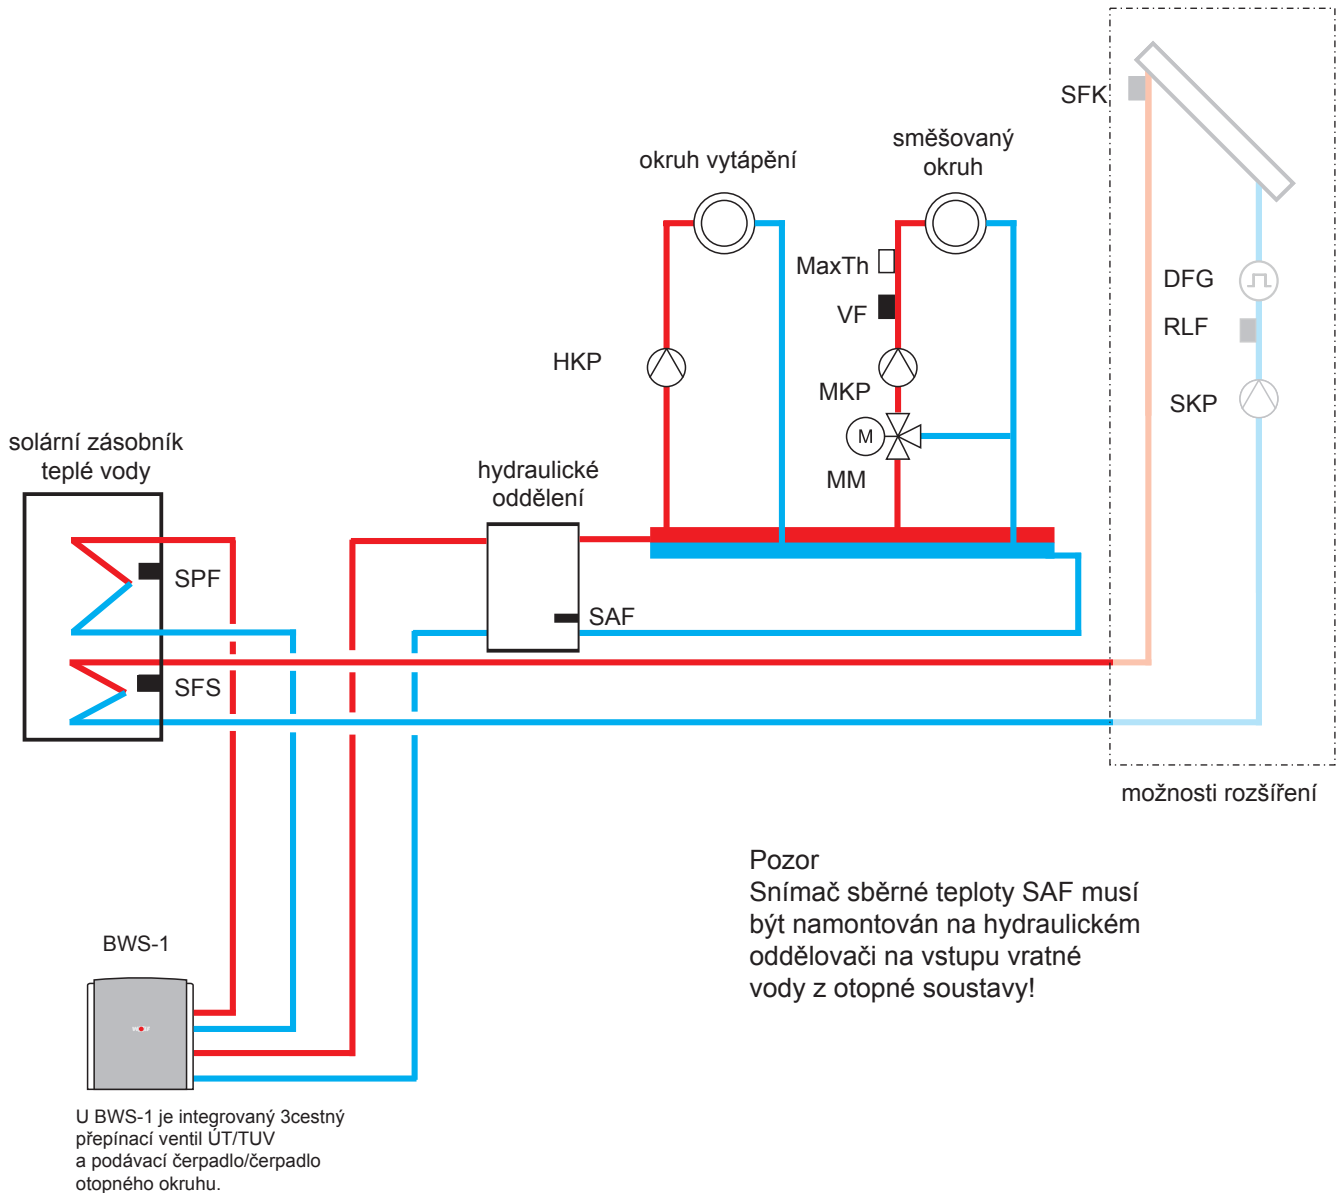 SFK
směšovaný
okruh
okruh vytápění
MaxTh
VF
DFG
RLF
HKP
MKP
SKP
M
MM
solární zásobník
teplé vody
hydraulické
oddělení
SPF
SAF
SFS
možnosti rozšíření
Pozor
Snímač sběrné teploty SAF musí
být namontován na hydraulickém
oddělovači na vstupu vratné
vody z otopné soustavy!
BWS-1
U BWS-1 je integrovaný 3cestný
přepínací ventil ÚT/TUV
a podávací čerpadlo/čerpadlo
otopného okruhu.